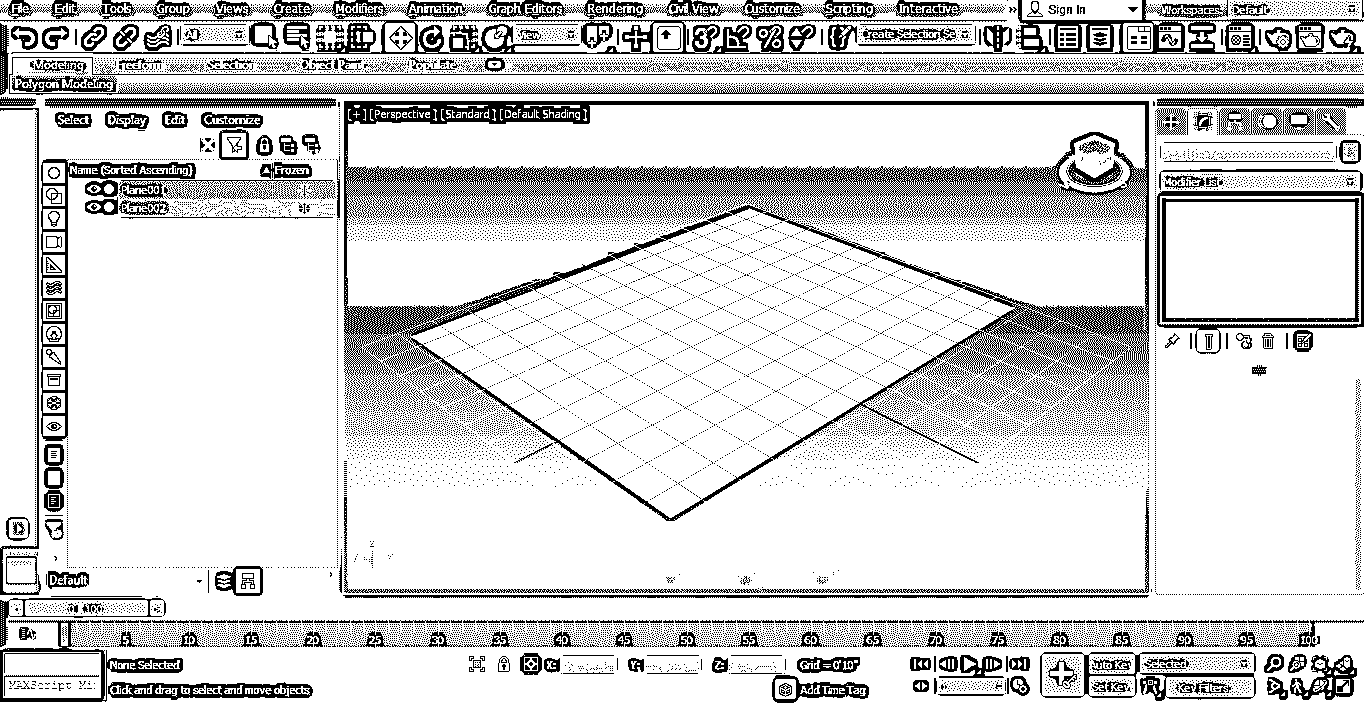 File Edit Tools Group Views Create Modifiers Animation Graph Editors Rendering Civil View Customize Scripting Interactive » Sign In Workspaces: Default
All View Create Selection Se
Modeling Freeform Selection Object Paint Populate
Polygon Modeling
Select Display Edit Customize
[+] [Perspective] [Standard] [Default Shading]
Name (Sorted Ascending) ▲ Frozen
Plane001
Plane002
Modifier List
Default
0 / 100
5 10 15 20 25 30 35 40 45 50 55 60 65 70 75 80 85 90 95 100
None Selected X: Y: Z: Grid = 0'10" Auto Key Selected
MAXScript Mi
Click and drag to select and move objects Add Time Tag Set Key Key Filters...